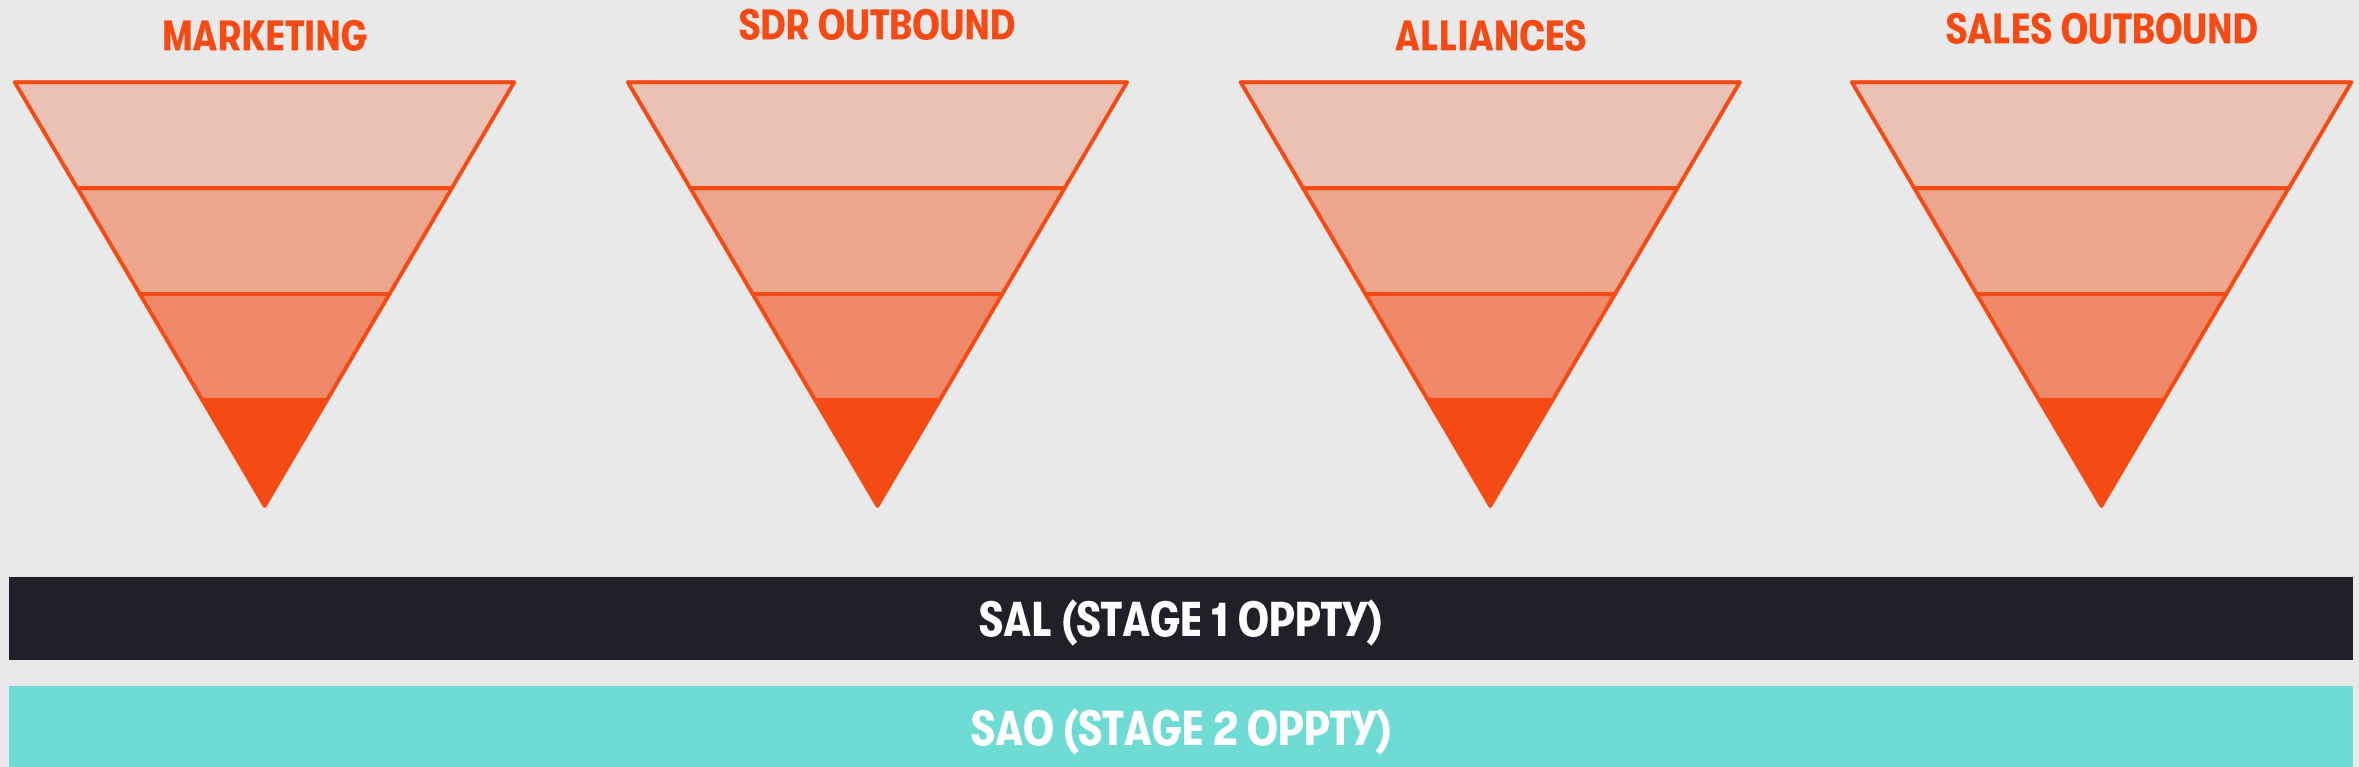 MARKETING
SDR OUTBOUND
ALLIANCES
SALES OUTBOUND
SAL (STAGE 1 OPPTY)
SAO (STAGE 2 OPPTY)